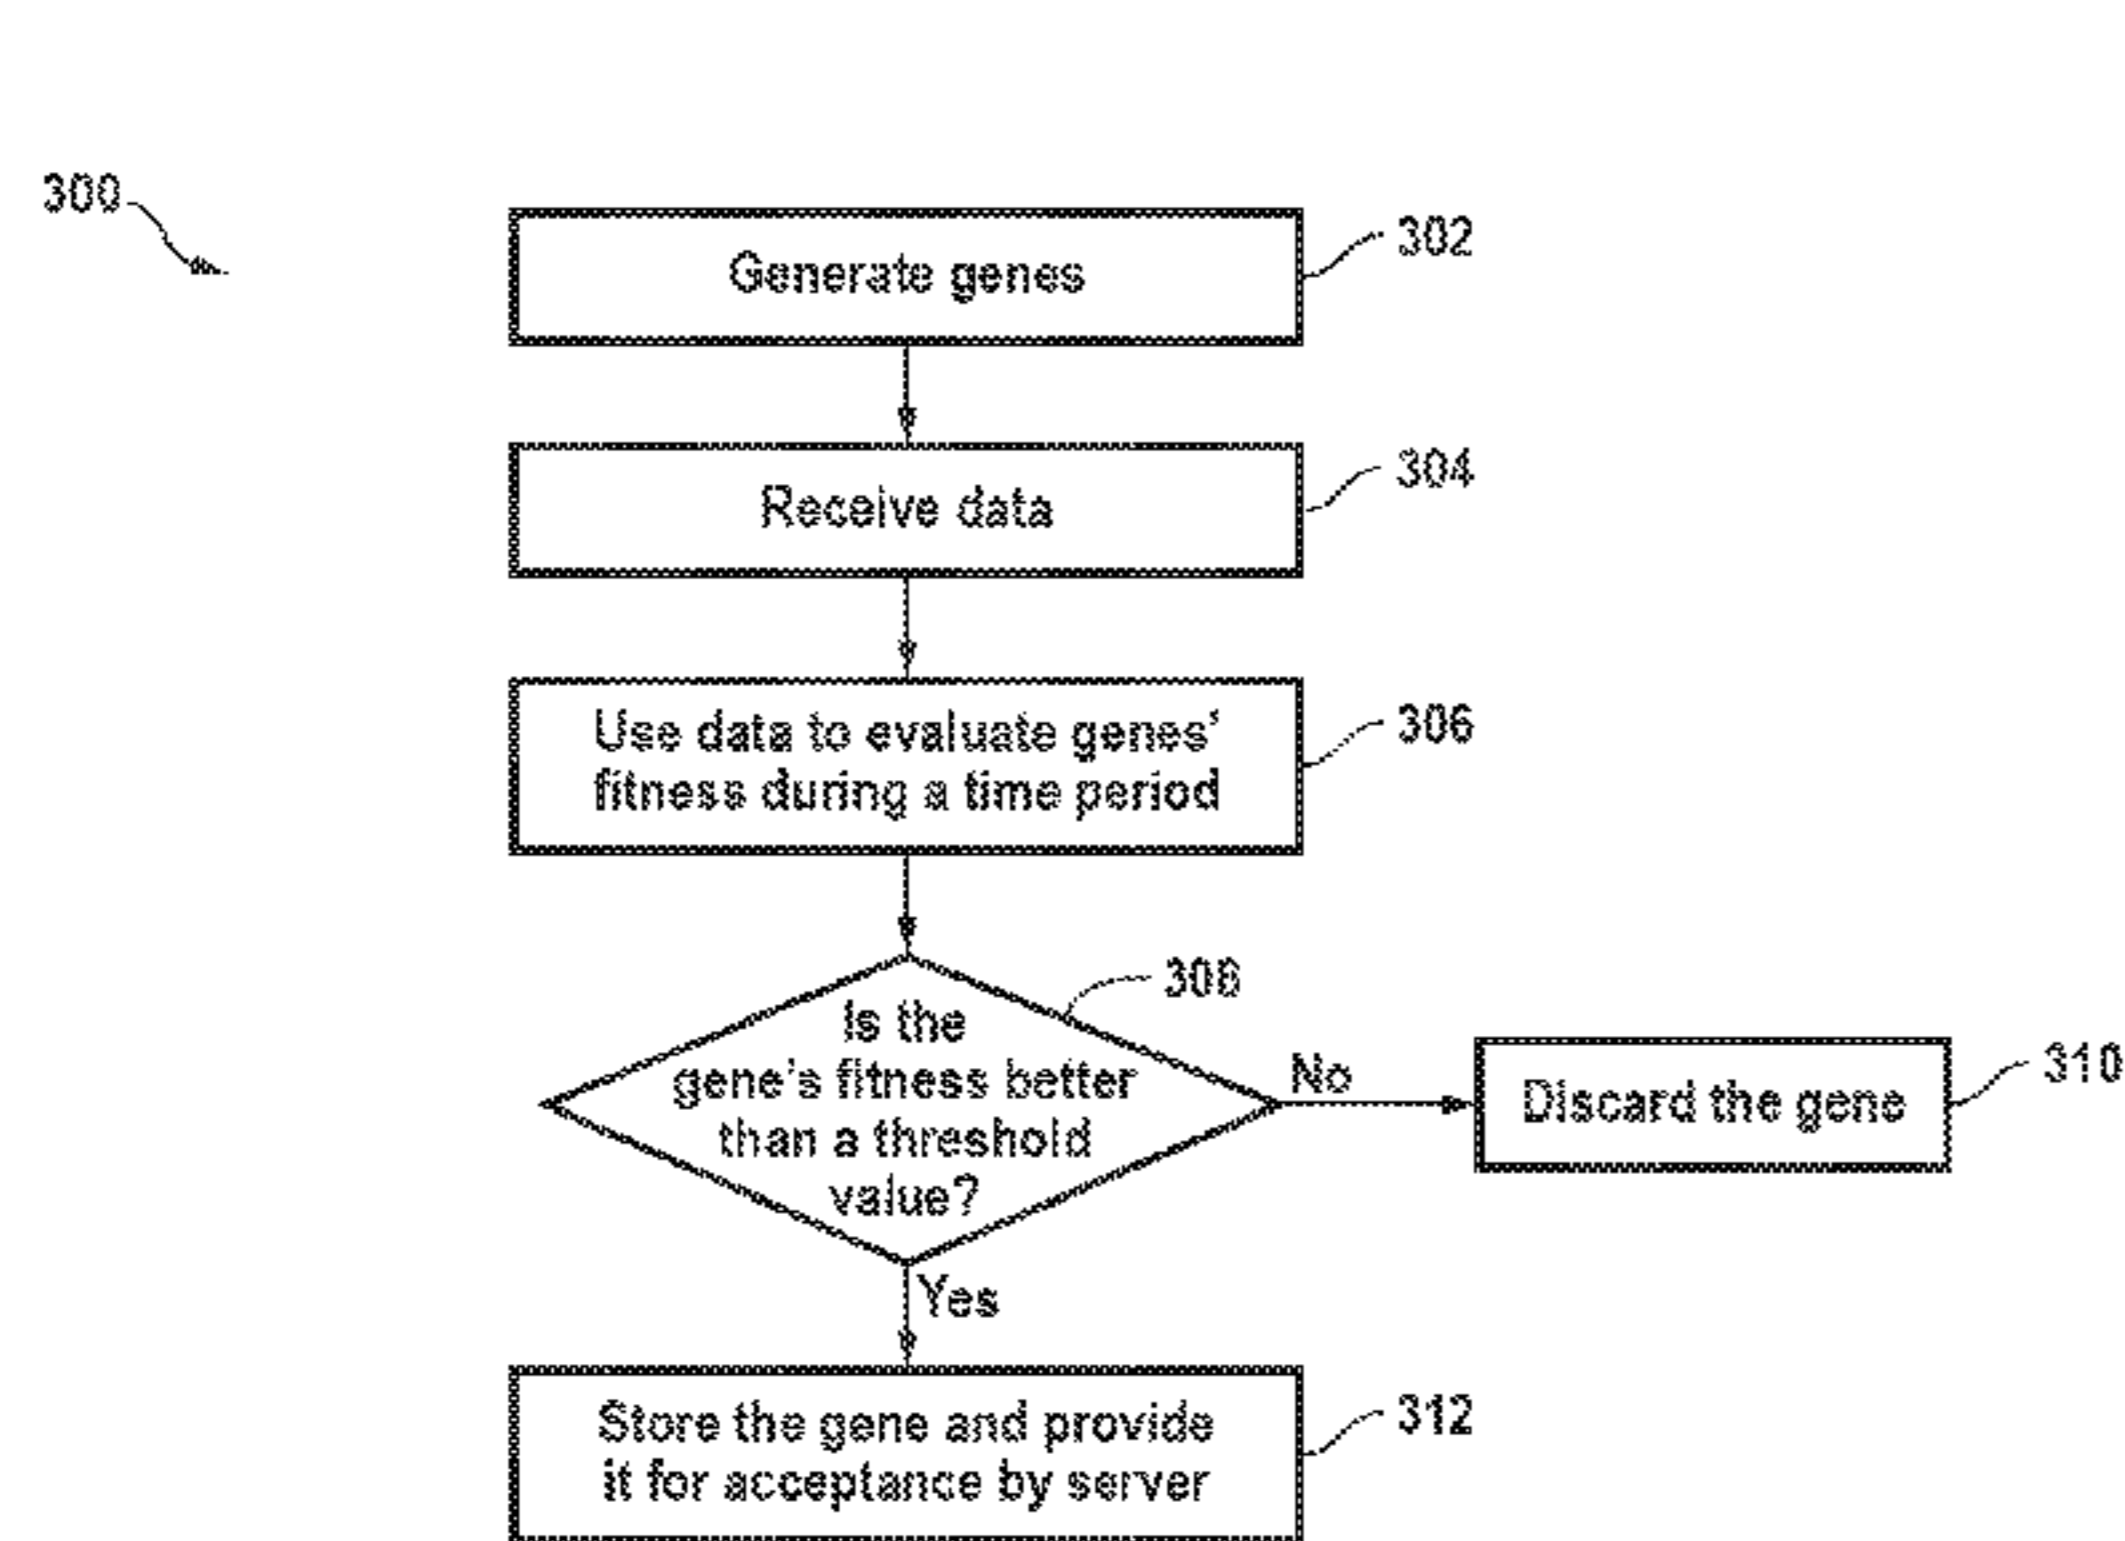 300
Generate genes
302
Receive data
304
Use data to evaluate genes'
fitness during a time period
306
Is the
gene's fitness better
than a threshold
value?
308
No
Discard the gene
310
Yes
Store the gene and provide
it for acceptance by server
312